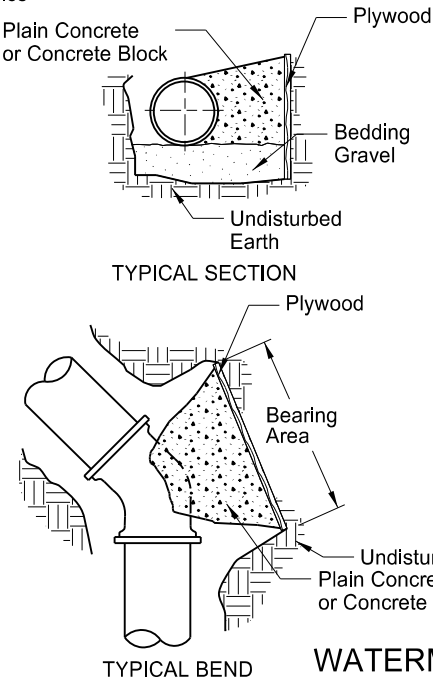 Plain Concrete
or Concrete Block
Plywood
Bedding
Gravel
Undisturbed
Earth
TYPICAL SECTION
Plywood
Bearing
Area
Plain
or Concrete
TYPICAL BEND